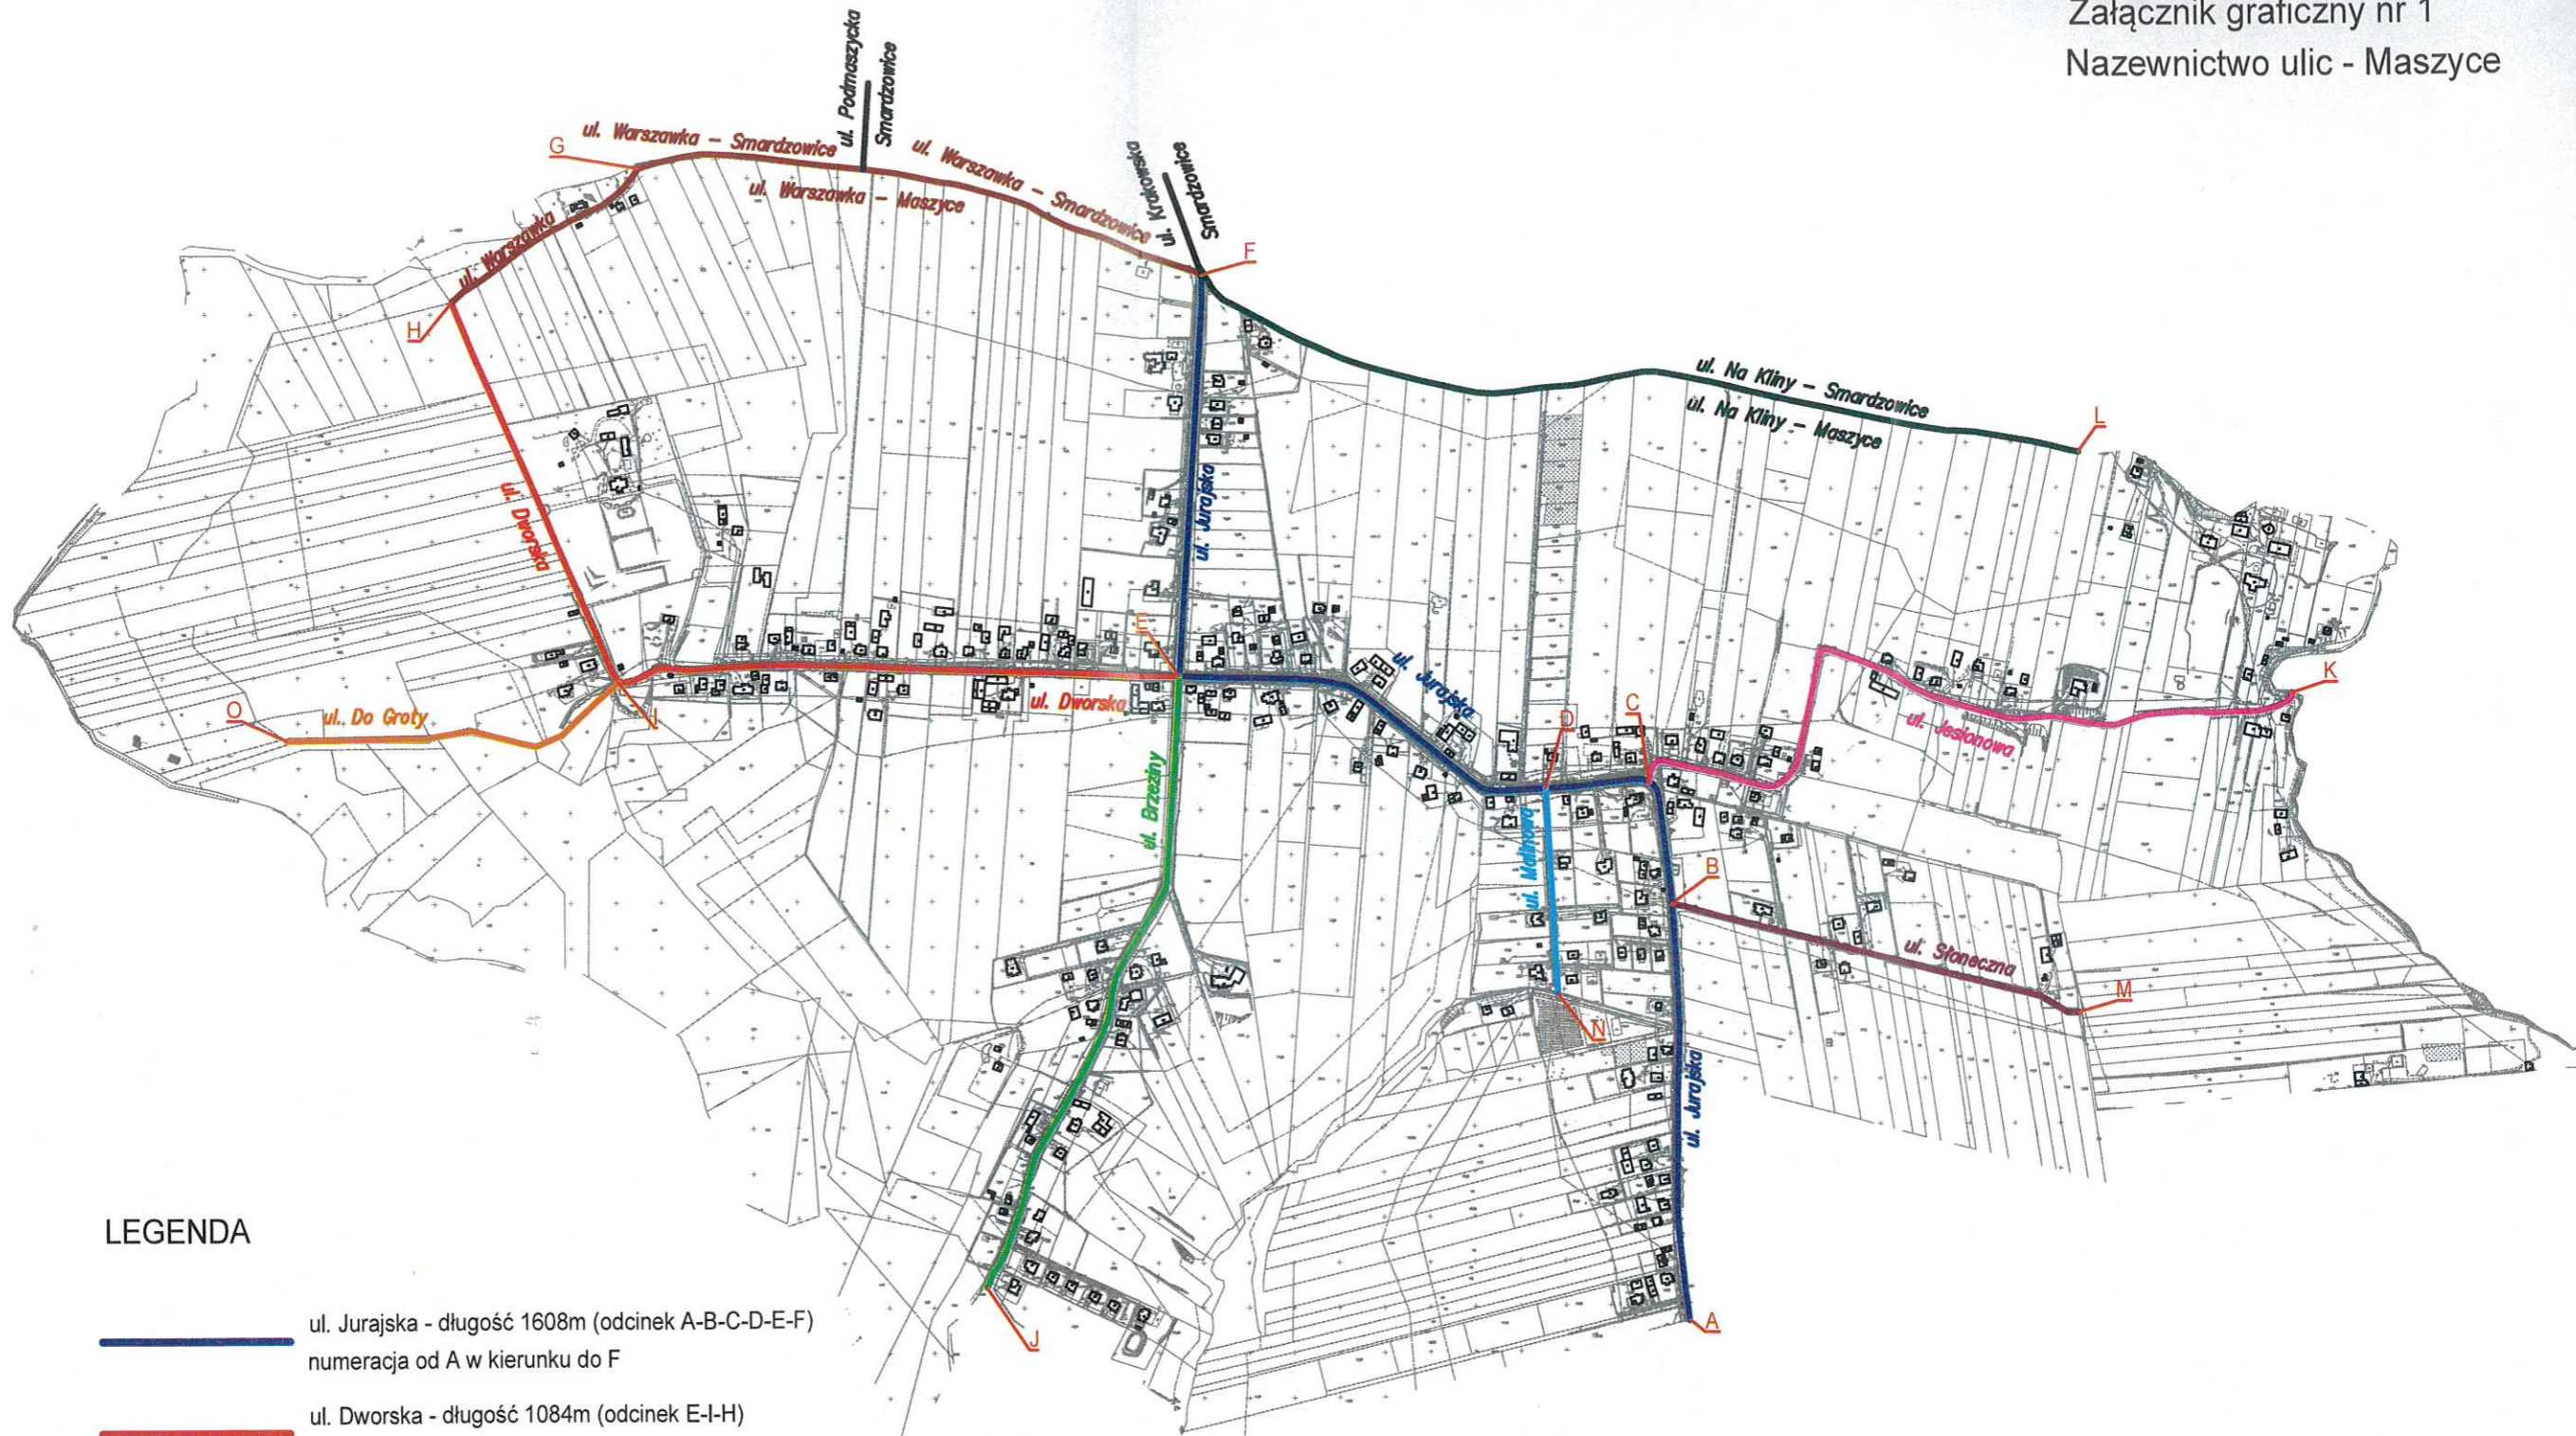 Załącznik graficzny nr 1
Nazewnictwo ulic - Maszyce
ul. Podmaszycka
Smardzowice
ul. Warszawka - Smardzowice
ul. Warszawka - Smardzowice
ul. Warszawka - Maszyce
G
ul. Krakowska
Smardzowice
F
ul. Warszawka
H
ul. Na Kliny - Smardzowice
ul. Na Kliny - Maszyce
L
ul. Jurajska
ul. Dworska
E
ul. Jurajska
K
O
ul. Do Groty
I
ul. Dworska
D
C
ul. Jesionowa
ul. Brzeziny
ul. Malinowa
B
ul. Słoneczna
M
N
ul. Jurajska
J
A
LEGENDA
ul. Jurajska - długość 1608m (odcinek A-B-C-D-E-F)
numeracja od A w kierunku do F
ul. Dworska - długość 1084m (odcinek E-I-H)